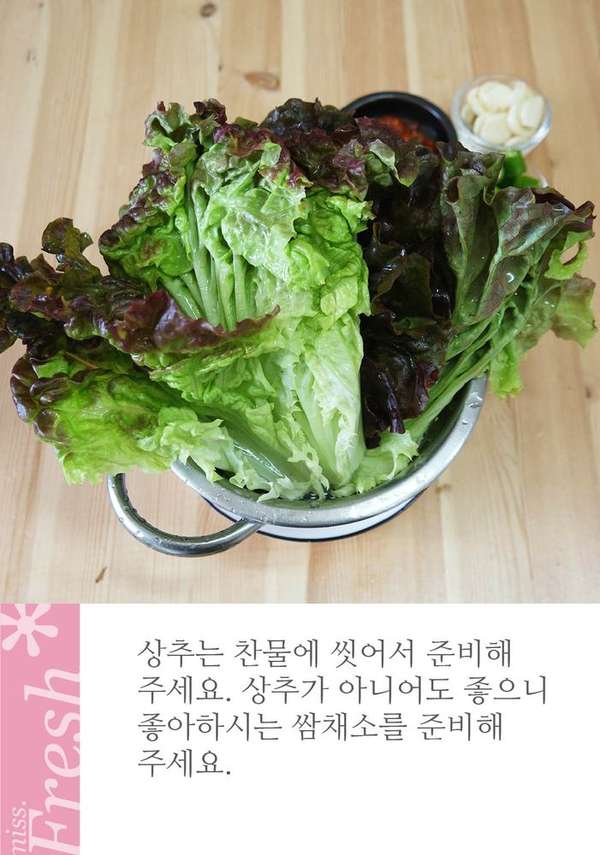 상추는 찬물에 씻어서 준비해
주세요. 상추가 아니어도 좋으니
좋아하시는 쌈채소를 준비해
주세요.
miss.
Fresh